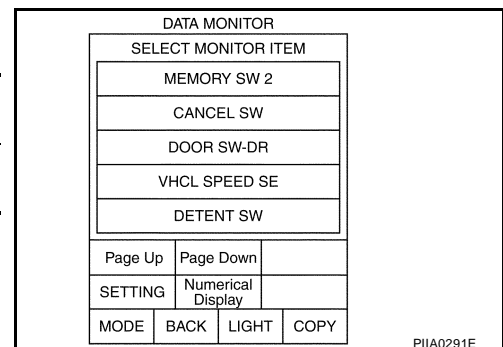 DATA MONITOR
SELECT MONITOR ITEM
MEMORY SW 2
CANCEL SW
DOOR SW-DR
VHCL SPEED SE
DETENT SW
Page Up Page Down
SETTING Numerical
Display
MODE BACK LIGHT COPY
PIIA0291E